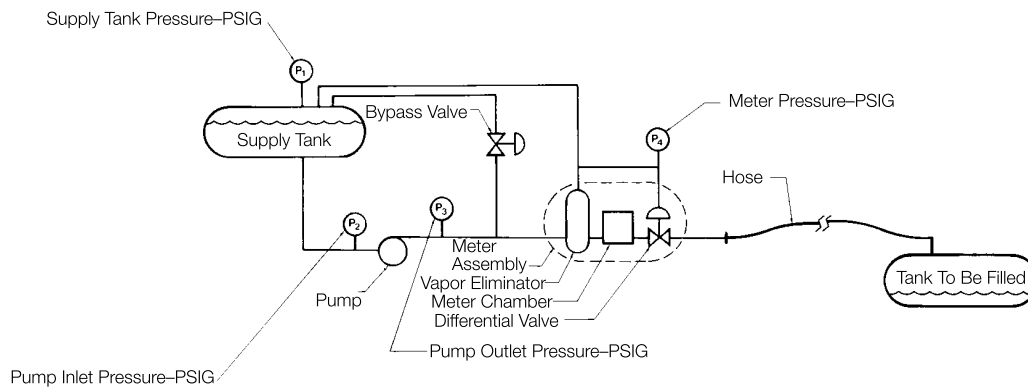 Supply Tank Pressure–PSIG
P1
Bypass Valve
Supply Tank
Meter Pressure–PSIG
P4
Hose
P2
P3
Meter
Assembly
Vapor Eliminator
Meter Chamber
Differential Valve
Pump
Tank To Be Filled
Pump Outlet Pressure–PSIG
Pump Inlet Pressure–PSIG